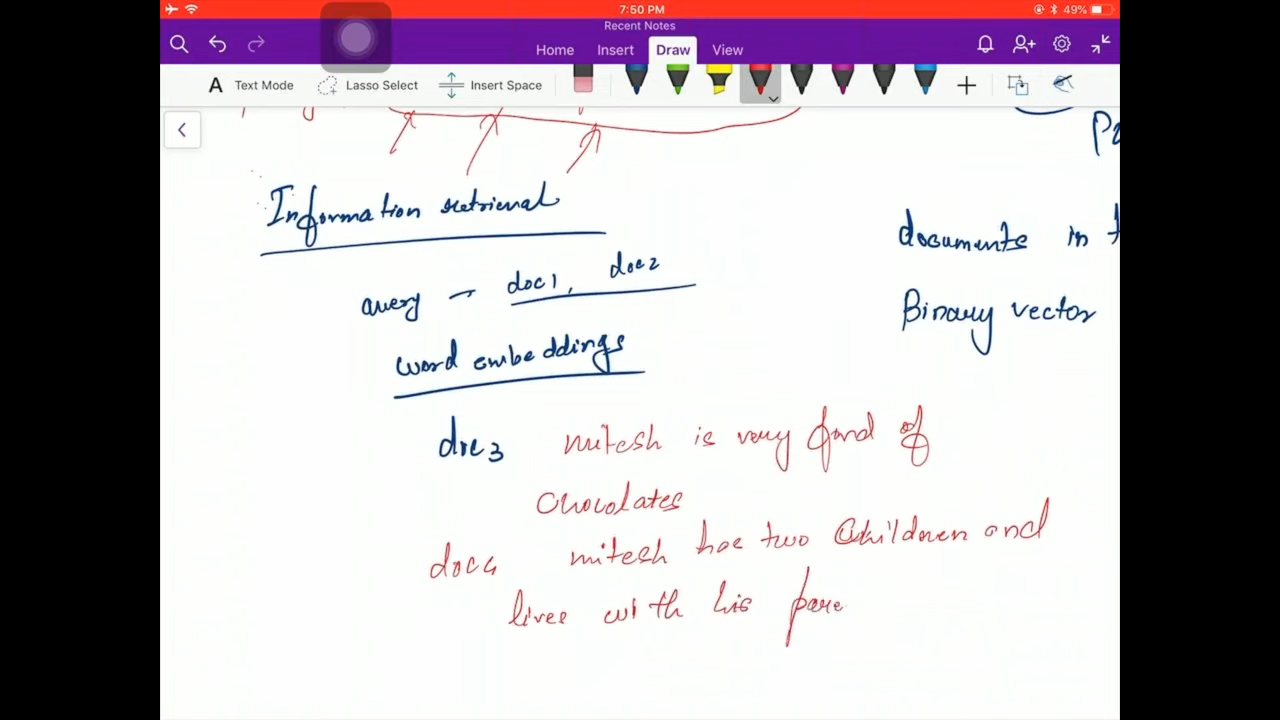 7:50 PM
49%
Recent Notes
Home Insert Draw View
A Text Mode Lasso Select Insert Space
Information retrieval
query → doc1, doc2
word embeddings
doc3 mitesh is very fond of
chocolates
doc4 mitesh has two children and
lives with his pare
documents in t
Binary vector